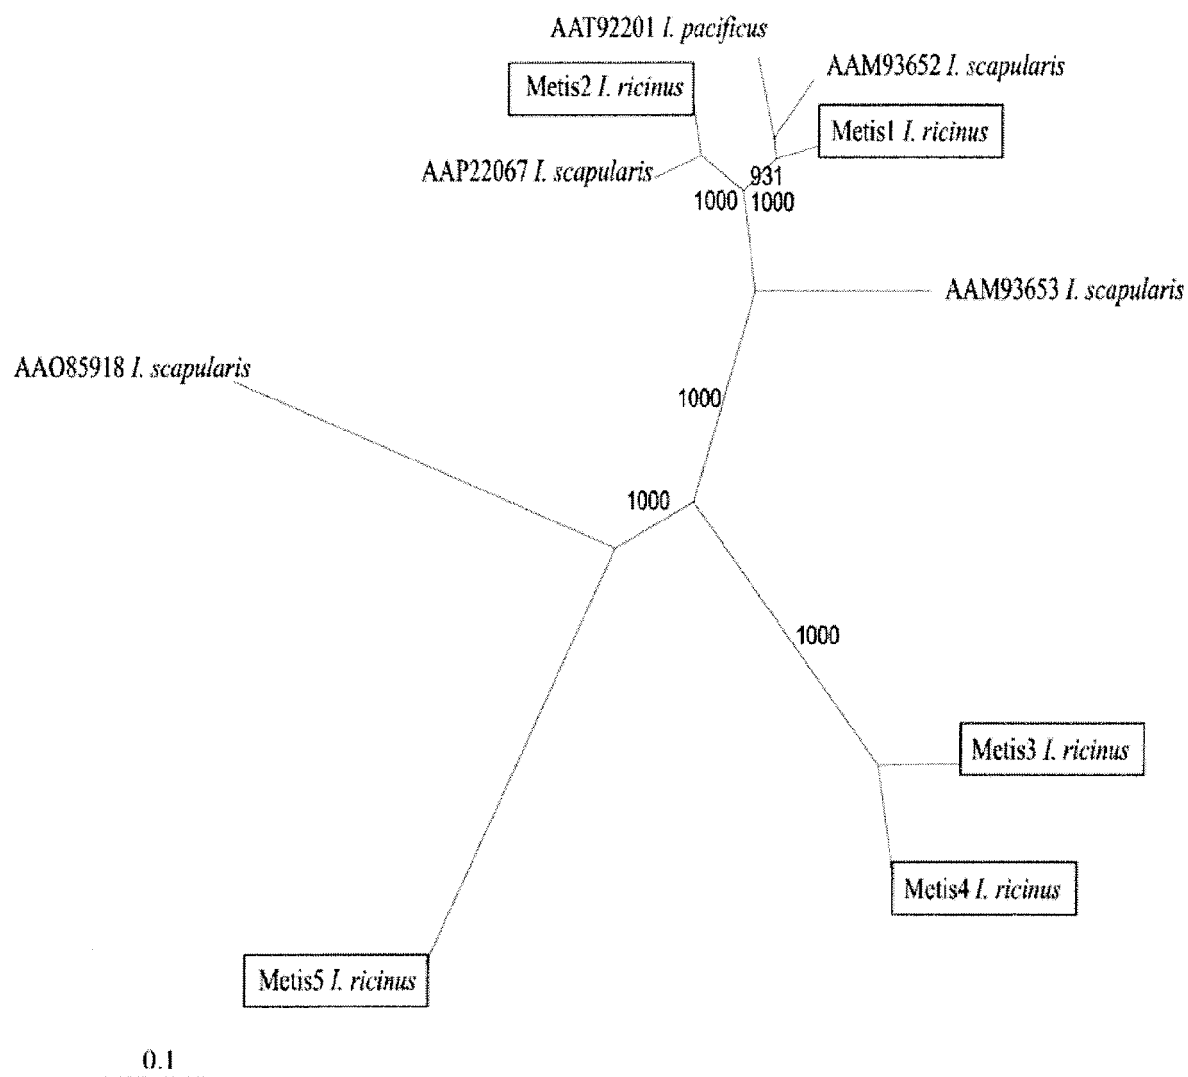 AAT92201 I. pacificus
AAM93652 I. scapularis
Metis2 I. ricinus
Metis1 I. ricinus
AAP22067 I. scapularis
931
1000
1000
AAM93653 I. scapularis
AAO85918 I. scapularis
1000
1000
1000
Metis3 I. ricinus
Metis4 I. ricinus
Metis5 I. ricinus
0.1